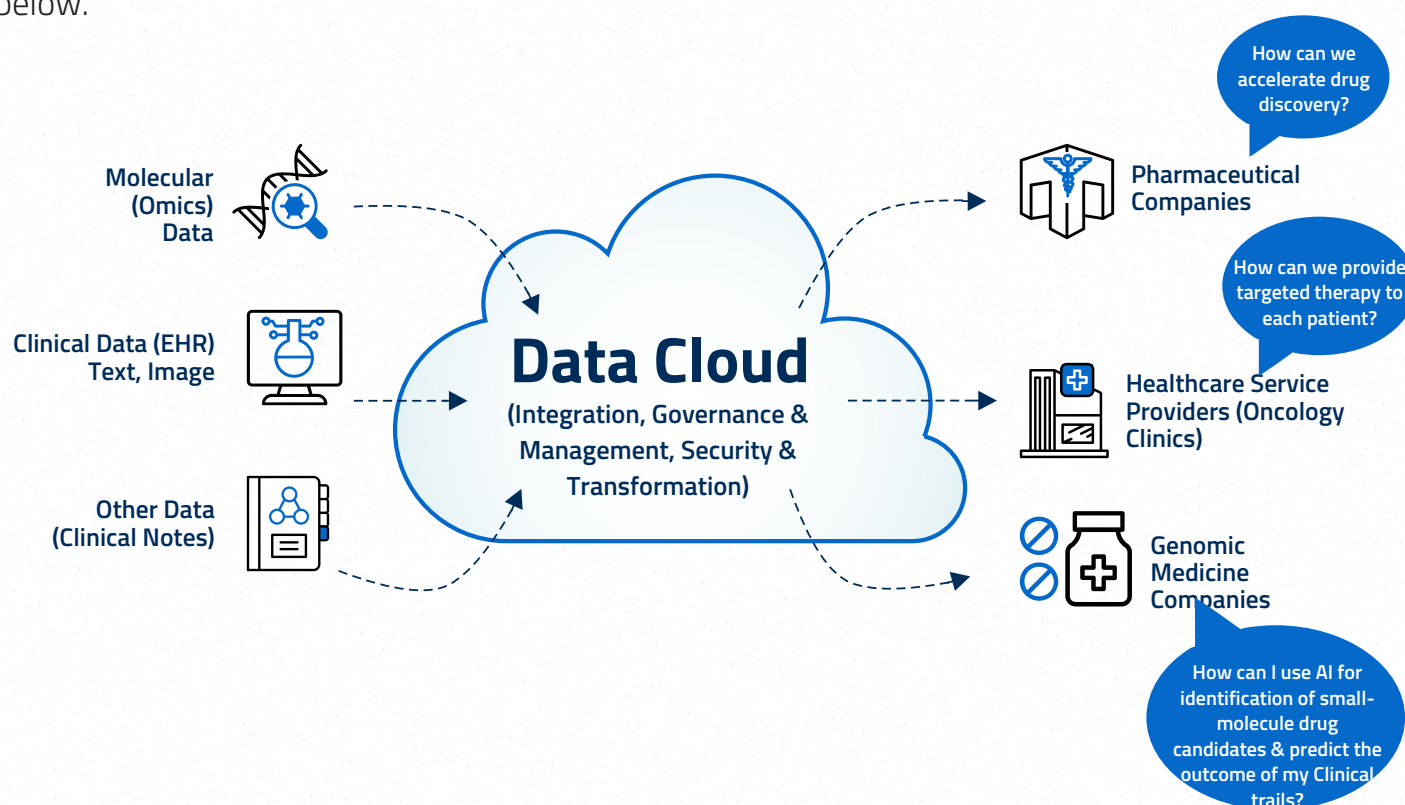 below.
How can we
accelerate drug
discovery?
Molecular
(Omics)
Data
Pharmaceutical
Companies
How can we provide
targeted therapy to
each patient?
Clinical Data (EHR)
Text, Image
Data Cloud
(Integration, Governance &
Management, Security &
Transformation)
Healthcare Service
Providers (Oncology
Clinics)
Other Data
(Clinical Notes)
Genomic
Medicine
Companies
How can I use AI for
identification of small-
molecule drug
candidates & predict the
outcome of my Clinical
trails?